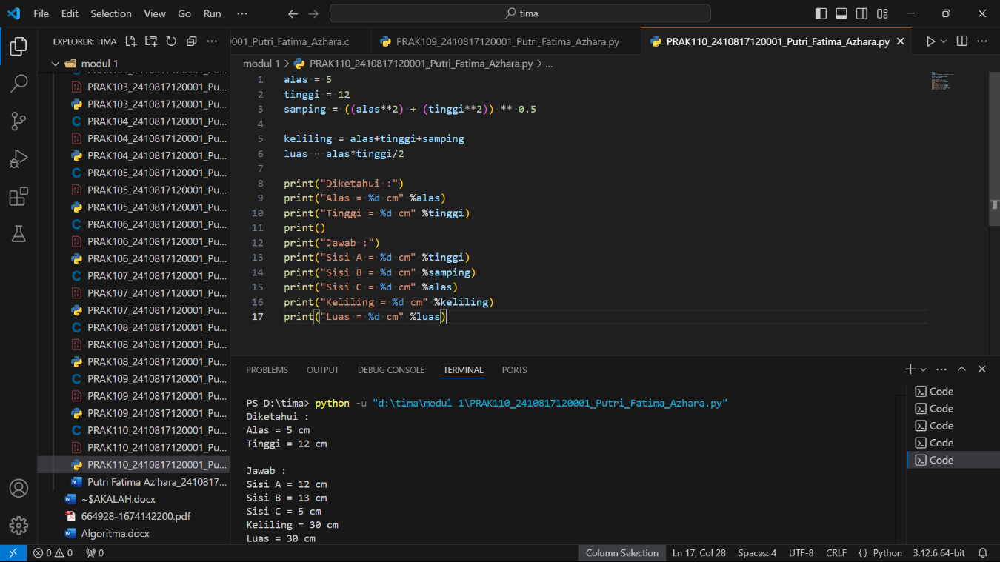 File Edit Selection View Go Run ··· tima
EXPLORER: TIMA
001_Putri_Fatima_Azhara.c PRAK109_2410817120001_Putri_Fatima_Azhara.py PRAK110_2410817120001_Putri_Fatima_Azhara.py
modul 1 > PRAK110_2410817120001_Putri_Fatima_Azhara.py > ...
modul 1
PRAK103_2410817120001_Pu...
PRAK103_2410817120001_Pu...
PRAK104_2410817120001_Pu...
PRAK104_2410817120001_Pu...
PRAK104_2410817120001_Pu...
PRAK105_2410817120001_Pu...
PRAK105_2410817120001_Pu...
PRAK105_2410817120001_Pu...
PRAK106_2410817120001_Pu...
PRAK106_2410817120001_Pu...
PRAK106_2410817120001_Pu...
PRAK107_2410817120001_Pu...
PRAK107_2410817120001_Pu...
PRAK107_2410817120001_Pu...
PRAK108_2410817120001_Pu...
PRAK108_2410817120001_Pu...
PRAK108_2410817120001_Pu...
PRAK109_2410817120001_Pu...
PRAK109_2410817120001_Pu...
PRAK109_2410817120001_Pu...
PRAK110_2410817120001_Pu...
PRAK110_2410817120001_Pu...
PRAK110_2410817120001_Pu...
Putri Fatima Az'hara_2410817...
~$AKALAH.docx
664928-1674142200.pdf
Algoritma.docx
1 alas = 5
2 tinggi = 12
3 samping = ((alas**2) + (tinggi**2)) ** 0.5
4
5 keliling = alas+tinggi+samping
6 luas = alas*tinggi/2
7
8 print("Diketahui :")
9 print("Alas = %d cm" %alas)
10 print("Tinggi = %d cm" %tinggi)
11 print()
12 print("Jawab :")
13 print("Sisi A = %d cm" %tinggi)
14 print("Sisi B = %d cm" %samping)
15 print("Sisi C = %d cm" %alas)
16 print("Keliling = %d cm" %keliling)
17 print("Luas = %d cm" %luas)
PROBLEMS OUTPUT DEBUG CONSOLE TERMINAL PORTS
PS D:\tima> python -u "d:\tima\modul 1\PRAK110_2410817120001_Putri_Fatima_Azhara.py"
Diketahui :
Alas = 5 cm
Tinggi = 12 cm

Jawab :
Sisi A = 12 cm
Sisi B = 13 cm
Sisi C = 5 cm
Keliling = 30 cm
Luas = 30 cm
Code
Code
Code
Code
Code
0 0 0 Column Selection Ln 17, Col 28 Spaces: 4 UTF-8 CRLF {} Python 3.12.6 64-bit